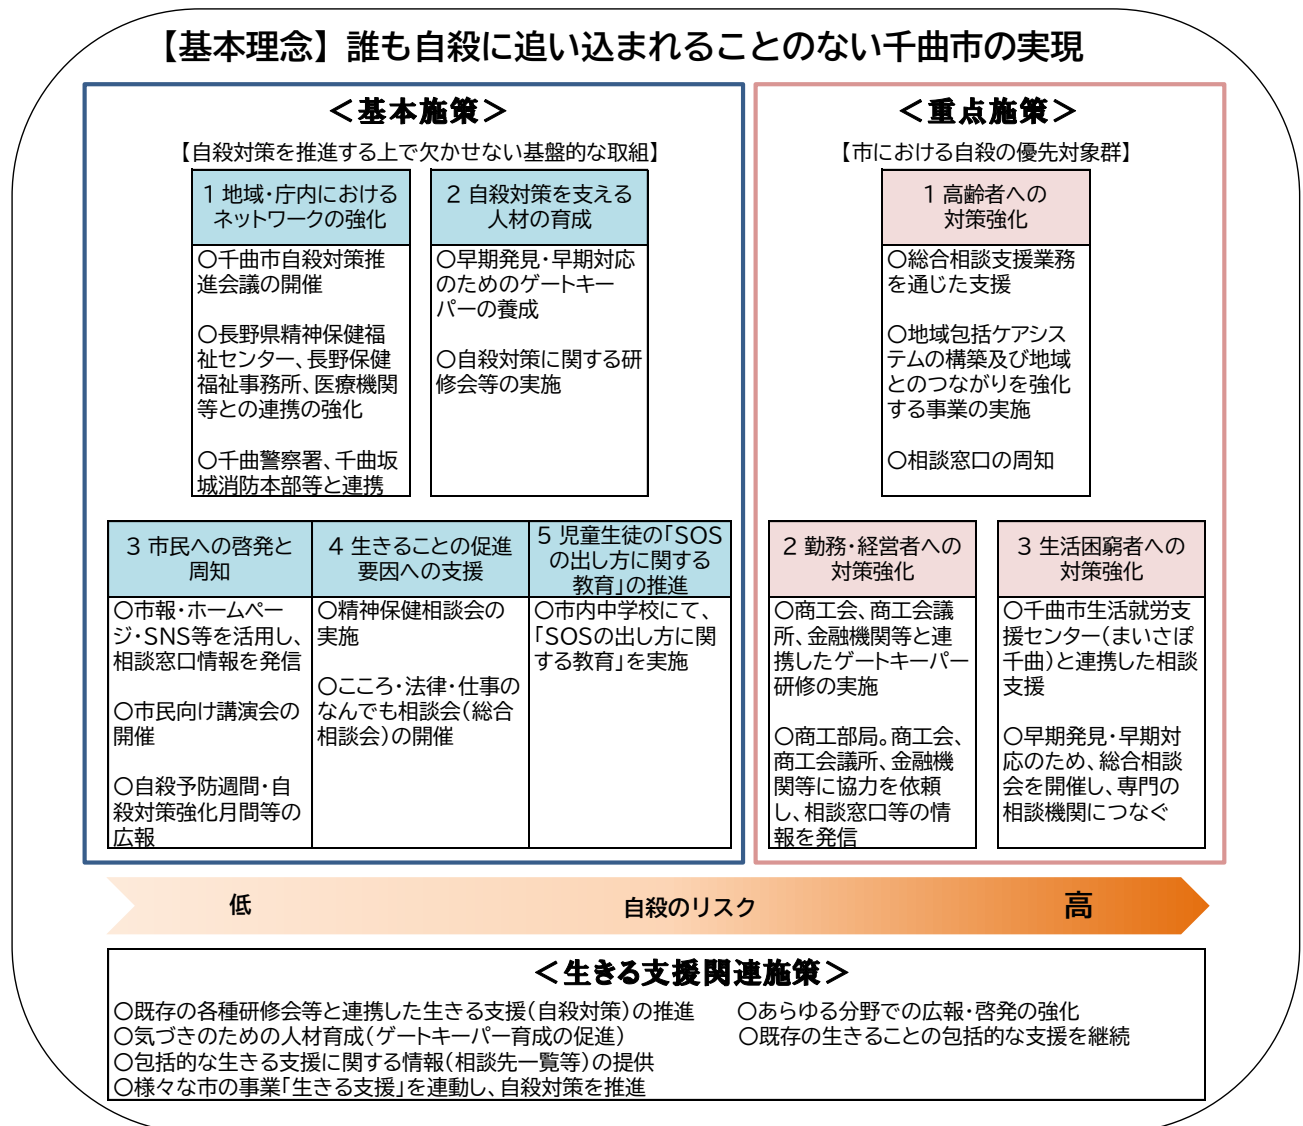 【基本理念】誰も自殺に追い込まれることのない千曲市の実現
＜基本施策＞
【自殺対策を推進する上で欠かせない基盤的な取組】
1 地域・庁内における
ネットワークの強化
○千曲市自殺対策推
進会議の開催
○長野県精神保健福
祉センター、長野保健
福祉事務所、医療機関
等との連携の強化
○千曲警察署、千曲坂
城消防本部等と連携
2 自殺対策を支える
人材の育成
○早期発見・早期対応
のためのゲートキー
パーの養成
○自殺対策に関する研
修会等の実施
3 市民への啓発と
周知
○市報・ホームペー
ジ・SNS等を活用し、
相談窓口情報を発信
○市民向け講演会の
開催
○自殺予防週間・自
殺対策強化月間等の
広報
4 生きることの促進
要因への支援
○精神保健相談会の
実施
○こころ・法律・仕事の
なんでも相談会(総合
相談会)の開催
5 児童生徒の「SOS
の出し方に関する
教育」の推進
○市内中学校にて、
「SOSの出し方に関
する教育」を実施
＜重点施策＞
【市における自殺の優先対象群】
1 高齢者への
対策強化
○総合相談支援業務
を通じた支援
○地域包括ケアシス
テムの構築及び地域
とのつながりを強化
する事業の実施
○相談窓口の周知
2 勤務・経営者への
対策強化
○商工会、商工会議
所、金融機関等と連
携したゲートキーパー
研修の実施
○商工部局。商工会、
商工会議所、金融機
関等に協力を依頼
し、相談窓口等の情
報を発信
3 生活困窮者への
対策強化
○千曲市生活就労支
援センター(まいさぽ
千曲)と連携した相談
支援
○早期発見・早期対
応のため、総合相談
会を開催し、専門の
相談機関につなぐ
低 自殺のリスク 高
＜生きる支援関連施策＞
○既存の各種研修会等と連携した生きる支援(自殺対策)の推進
○気づきのための人材育成(ゲートキーパー育成の促進)
○包括的な生きる支援に関する情報(相談先一覧等)の提供
○様々な市の事業「生きる支援」を連動し、自殺対策を推進
○あらゆる分野での広報・啓発の強化
○既存の生きることの包括的な支援を継続